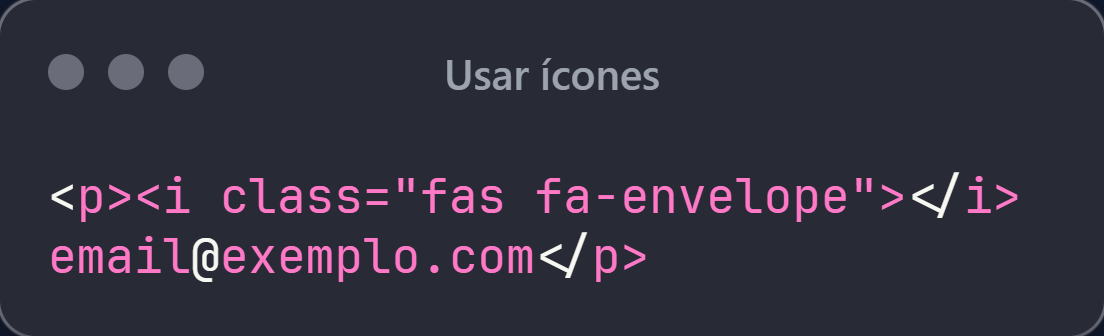 Usar ícones
<p><i class="fas fa-envelope"></i>
email@exemplo.com</p>